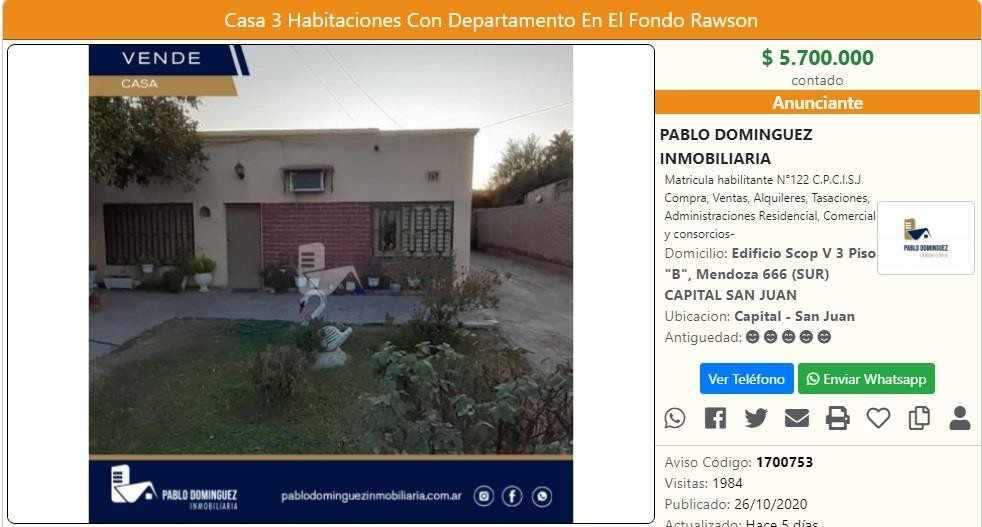 Casa 3 Habitaciones Con Departamento En El Fondo Rawson
VENDE
CASA
PABLO DOMINGUEZ
INMOBILIARIA
pablodominguezinmobiliaria.com.ar
$ 5.700.000
contado
Anunciante
PABLO DOMINGUEZ
INMOBILIARIA
Matricula habilitante N°122 C.P.C.I.S.J
Compra, Ventas, Alquileres, Tasaciones,
Administraciones Residencial, Comercial
y consorcios-
PABLO DOMINGUEZ
INMOBILIARIA
Domicilio: Edificio Scop V 3 Piso
"B", Mendoza 666 (SUR)
CAPITAL SAN JUAN
Ubicacion: Capital - San Juan
Antiguedad:
Ver Teléfono
Enviar Whatsapp
Aviso Código: 1700753
Visitas: 1984
Publicado: 26/10/2020
Actualizado: Hace 5 días